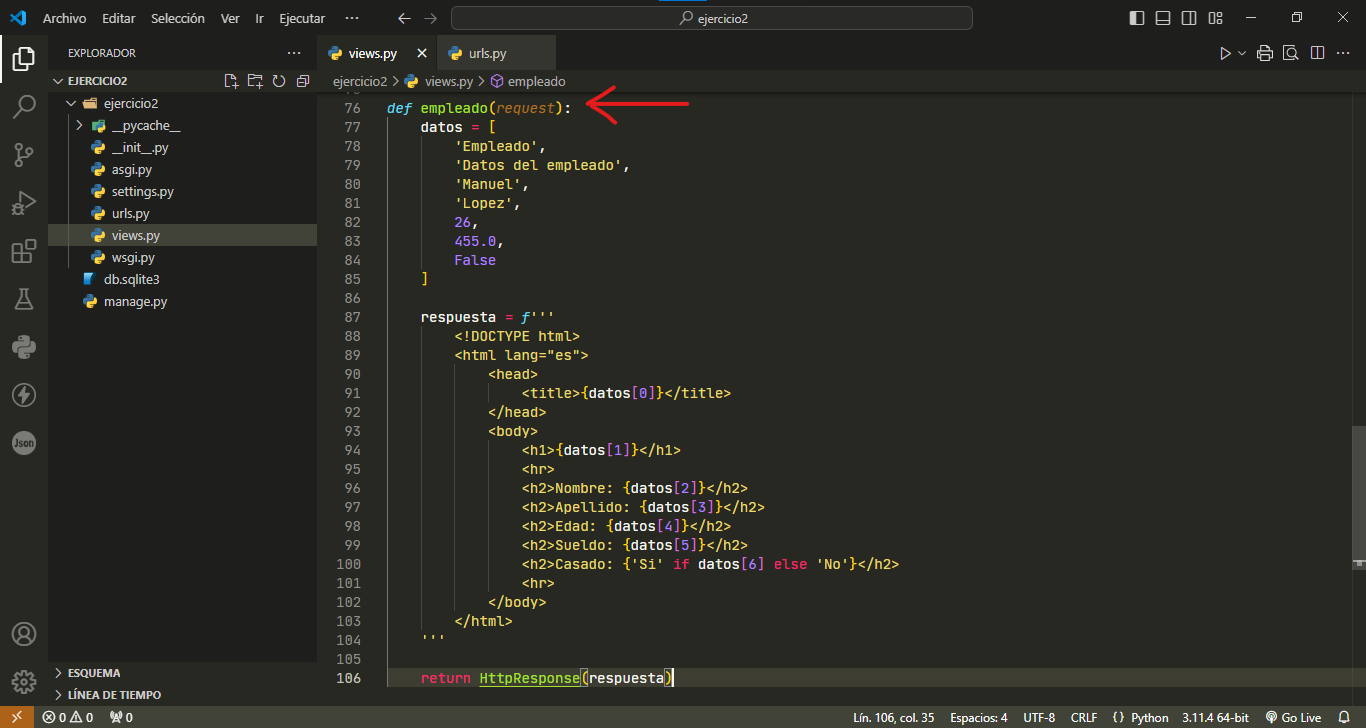 Archivo Editar Selección Ver Ir Ejecutar ··· ejercicio2
EXPLORADOR ···
EJERCICIO2
ejercicio2
__pycache__
__init__.py
asgi.py
settings.py
urls.py
views.py
wsgi.py
db.sqlite3
manage.py
ESQUEMA
LÍNEA DE TIEMPO
Json
views.py urls.py
ejercicio2 > views.py > empleado
76 def empleado(request):
77 datos = [
78 'Empleado',
79 'Datos del empleado',
80 'Manuel',
81 'Lopez',
82 26,
83 455.0,
84 False
85 ]
86
87 respuesta = f'''
88 <!DOCTYPE html>
89 <html lang="es">
90 <head>
91 <title>{datos[0]}</title>
92 </head>
93 <body>
94 <h1>{datos[1]}</h1>
95 <hr>
96 <h2>Nombre: {datos[2]}</h2>
97 <h2>Apellido: {datos[3]}</h2>
98 <h2>Edad: {datos[4]}</h2>
99 <h2>Sueldo: {datos[5]}</h2>
100 <h2>Casado: {'Si' if datos[6] else 'No'}</h2>
101 <hr>
102 </body>
103 </html>
104 '''
105
106 return HttpResponse(respuesta)
0 0 0 Lín. 106, col. 35 Espacios: 4 UTF-8 CRLF {} Python 3.11.4 64-bit Go Live